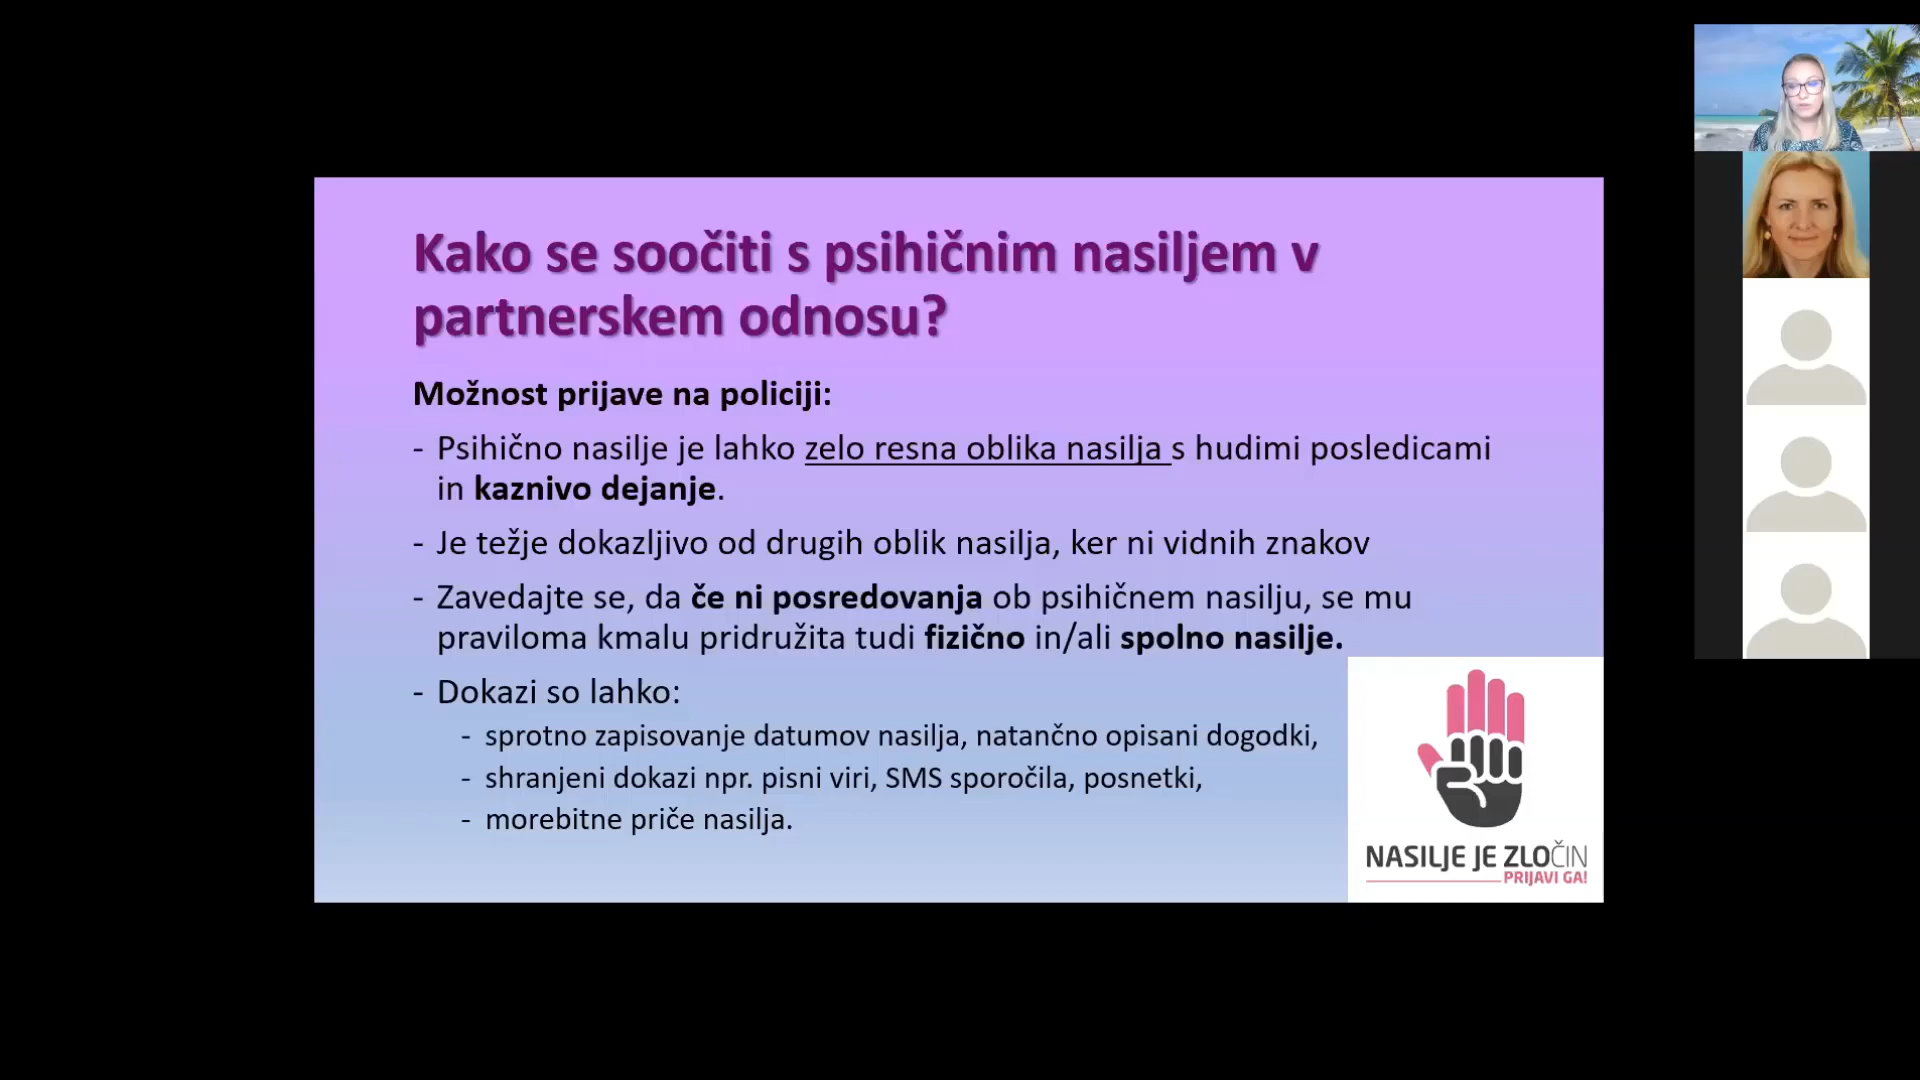 Kako se soočiti s psihičnim nasiljem v
partnerskem odnosu?
Možnost prijave na policiji:
- Psihično nasilje je lahko zelo resna oblika nasilja s hudimi posledicami
in kaznivo dejanje.
- Je težje dokazljivo od drugih oblik nasilja, ker ni vidnih znakov
- Zavedajte se, da če ni posredovanja ob psihičnem nasilju, se mu
praviloma kmalu pridružita tudi fizično in/ali spolno nasilje.
- Dokazi so lahko:
- sprotno zapisovanje datumov nasilja, natančno opisani dogodki,
- shranjeni dokazi npr. pisni viri, SMS sporočila, posnetki,
- morebitne priče nasilja.
NASILJE JE ZLOČIN
PRIJAVI GA!